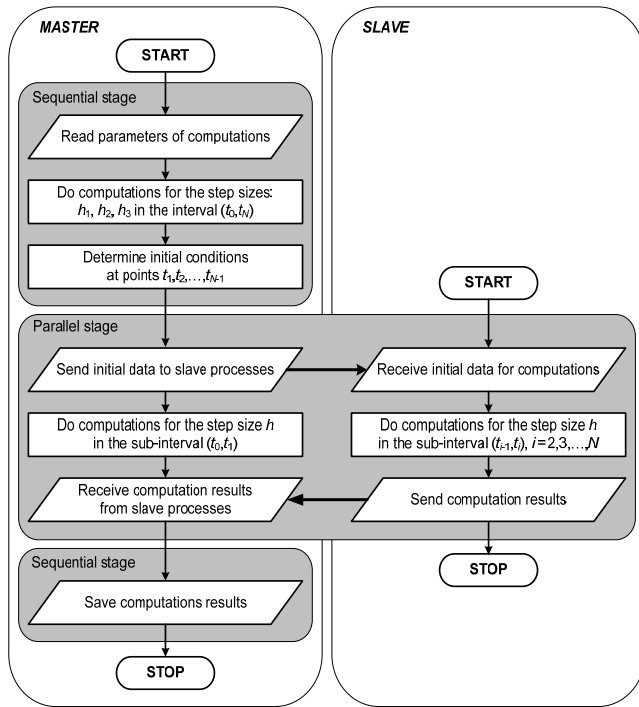 MASTER
START
Sequential stage
Read parameters of computations
Do computations for the step sizes:
h1, h2, h3 in the interval (t0,tN)
Determine initial conditions
at points t1,t2,…,tN-1
SLAVE
START
Parallel stage
Send initial data to slave processes
Receive initial data for computations
Do computations for the step size h
in the sub-interval (t0,t1)
Do computations for the step size h
in the sub-interval (ti-1,ti), i=2,3,…,N
Receive computation results
from slave processes
Send computation results
STOP
Sequential stage
Save computations results
STOP